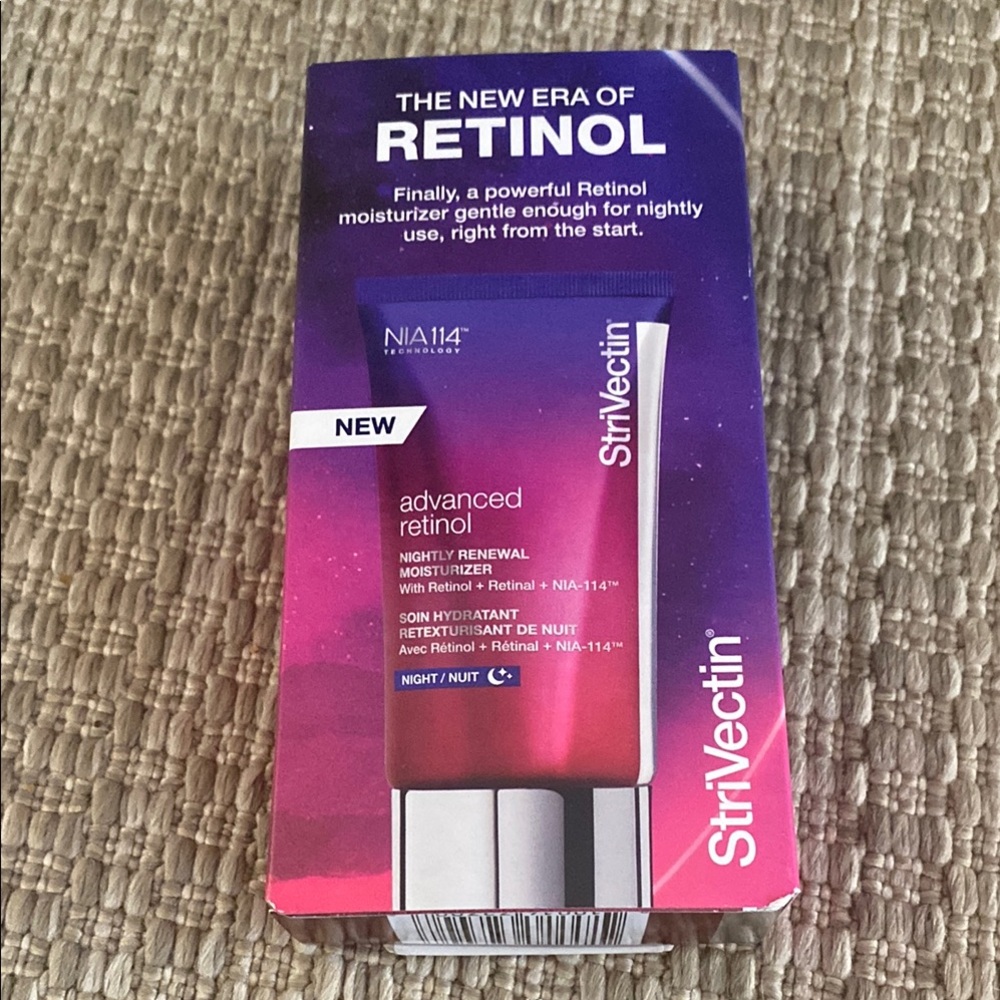 THE NEW ERA OF
RETINOL
Finally, a powerful Retinol
moisturizer gentle enough for nightly
use, right from the start.
NIA114™
TECHNOLOGY
StriVectin®
NEW
advanced
retinol
NIGHTLY RENEWAL
MOISTURIZER
With Retinol + Retinal + NIA-114™
SOIN HYDRATANT
RETEXTURISANT DE NUIT
Avec Rétinol + Rétinal + NIA-114™
NIGHT / NUIT
StriVectin®